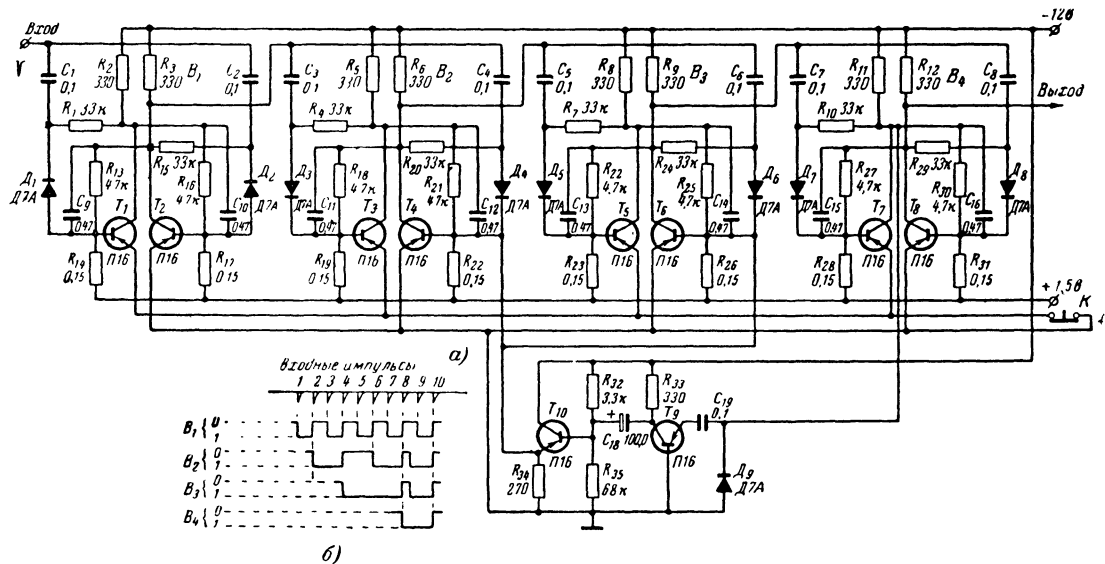 Вход
-12в
C₁ 0,1
R₂ 330
R₃ 330
B₁
C₂ 0,1
C₃ 0,1
R₅ 330
R₆ 330
B₂
C₄ 0,1
C₅ 0,1
R₈ 330
R₉ 330
B₃
C₆ 0,1
C₇ 0,1
R₁₁ 330
R₁₂ 330
B₄
C₈ 0,1
Выход
R₁ 33к
R₄ 33к
R₇ 33к
R₁₀ 33к
R₁₃ 4.7к
R₁₅ 33к
R₁₆ 4.7к
R₁₈ 4.7к
R₂₀ 33к
R₂₁ 4.7к
R₂₂ 4,7к
R₂₄ 33к
R₂₅ 4,7к
R₂₇ 4,7к
R₂₉ 33к
R₃₀ 4,7к
Д₁ Д7А
C₉ 0.47
T₁ П16
T₂ П16
C₁₀ 0,47
Д₂ Д7А
Д₃ Д7А
C₁₁ 0,47
T₃ П16
T₄ П16
C₁₂ 0,47
Д₄ Д7А
Д₅ Д7А
C₁₃ 0.47
T₅ П16
T₆ П16
C₁₄ 0.47
Д₆ Д7А
Д₇ Д7А
C₁₅ 0.47
T₇ П16
T₈ П16
C₁₆ 0.47
Д₈ Д7А
R₁₄ 0,15
R₁₇ 0.15
R₁₉ 0.15
R₂₂ 0,15
R₂₃ 0,15
R₂₆ 0,15
R₂₈ 0,15
R₃₁ 0,15
+1,5в
К
4
а)
Входные импульсы
1 2 3 4 5 6 7 8 9 10
B₁ { 0 1
B₂ { 0 1
B₃ { 0 1
B₄ { 0 1
б)
T₁₀ П16
R₃₂ 3.3к
R₃₃ 330
+
C₁₈ 100,0
T₉ П16
C₁₉ 0,1
R₃₄ 270
R₃₅ 68к
Д₉ Д7А